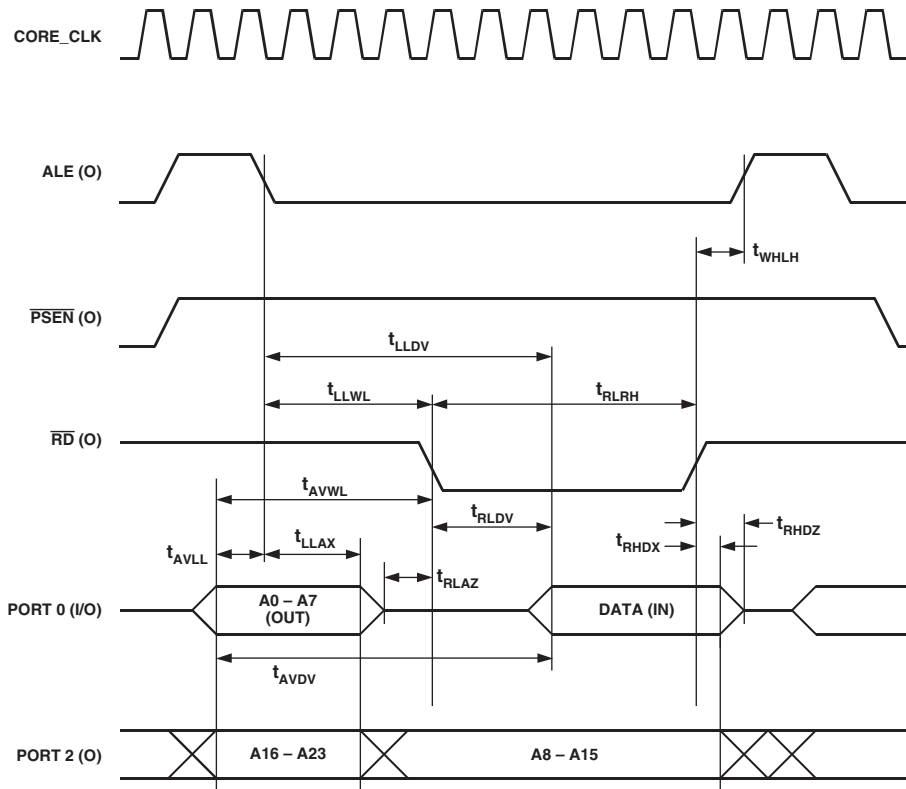 CORE_CLK
ALE (O)
tWHLH
PSEN (O)
tLLDV
tLLWL
tRLRH
RD (O)
tAVWL
tRLDV
tRHDZ
tAVLL
tLLAX
tRHDX
tRLAZ
PORT 0 (I/O)
A0 – A7
(OUT)
DATA (IN)
tAVDV
PORT 2 (O)
A16 – A23
A8 – A15